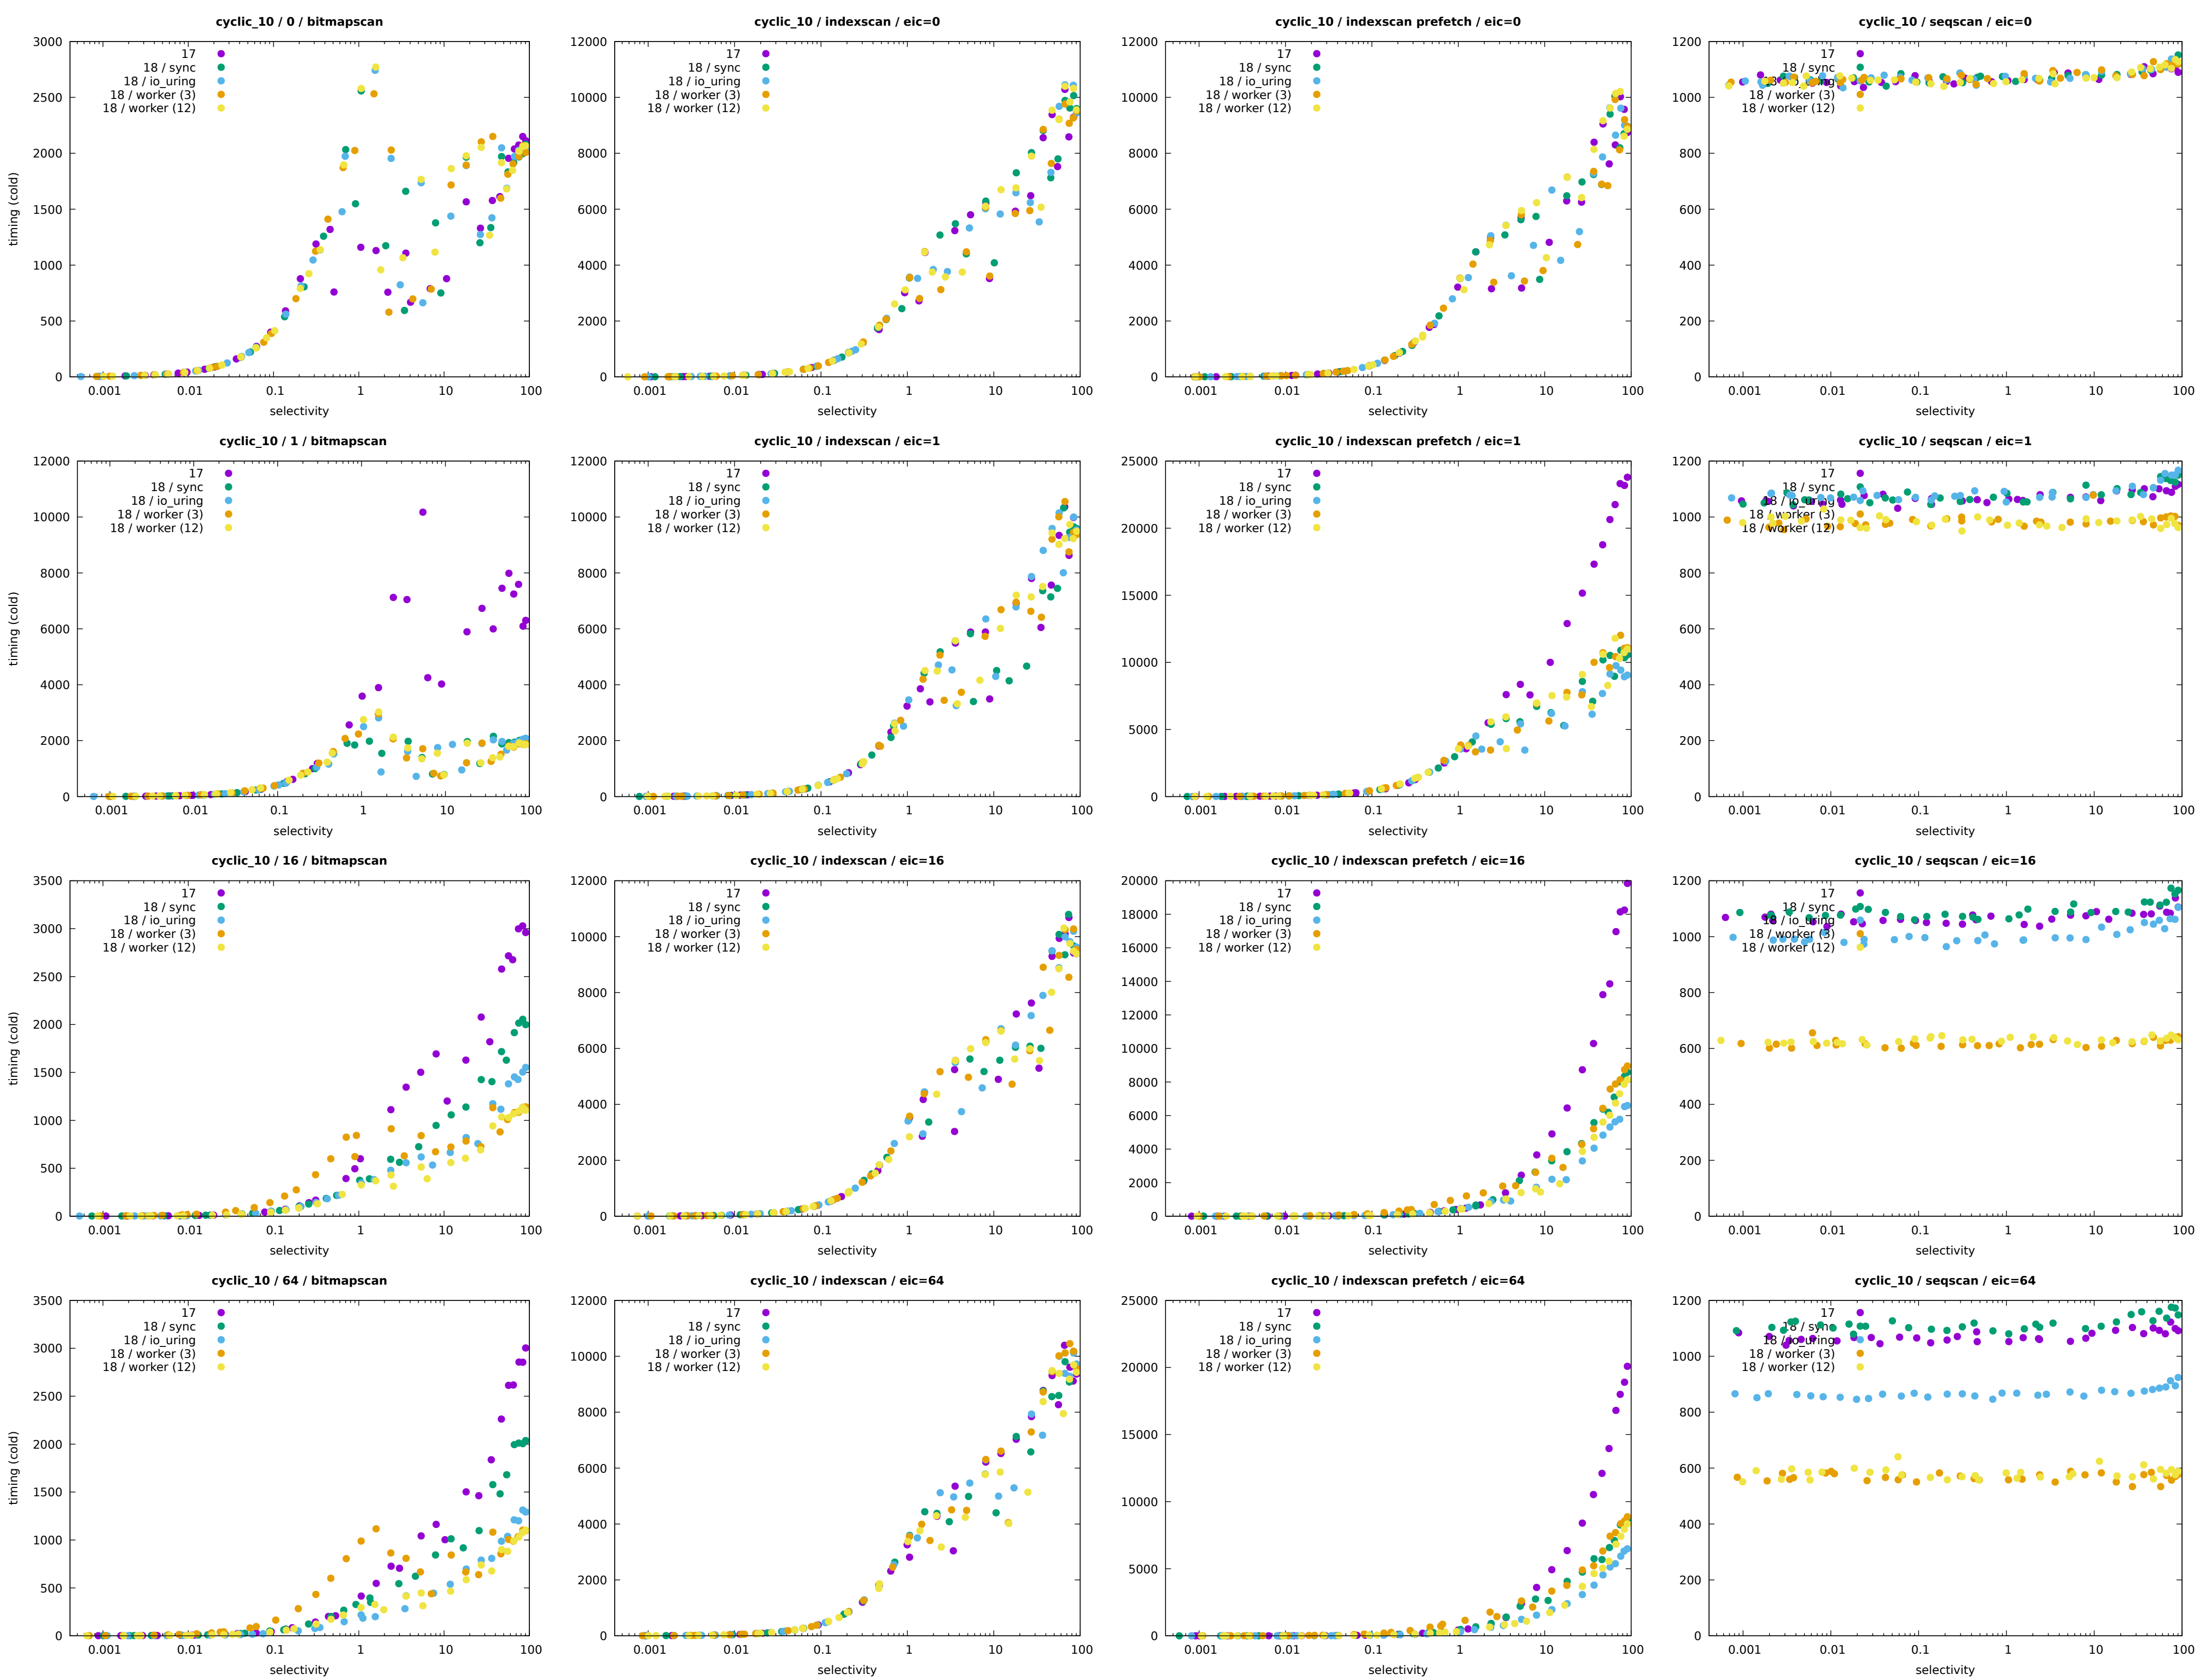 cyclic_10 / 0 / bitmapscan
timing (cold)
3000
2500
2000
1500
1000
500
0
17
18 / sync
18 / io_uring
18 / worker (3)
18 / worker (12)
0.001 0.01 0.1 1 10 100
selectivity
cyclic_10 / indexscan / eic=0
12000
10000
8000
6000
4000
2000
0
17
18 / sync
18 / io_uring
18 / worker (3)
18 / worker (12)
0.001 0.01 0.1 1 10 100
selectivity
cyclic_10 / indexscan prefetch / eic=0
12000
10000
8000
6000
4000
2000
0
17
18 / sync
18 / io_uring
18 / worker (3)
18 / worker (12)
0.001 0.01 0.1 1 10 100
selectivity
cyclic_10 / seqscan / eic=0
1200
1000
800
600
400
200
0
17
18 / sync
18 / io_uring
18 / worker (3)
18 / worker (12)
0.001 0.01 0.1 1 10 100
selectivity
cyclic_10 / 1 / bitmapscan
timing (cold)
12000
10000
8000
6000
4000
2000
0
17
18 / sync
18 / io_uring
18 / worker (3)
18 / worker (12)
0.001 0.01 0.1 1 10 100
selectivity
cyclic_10 / indexscan / eic=1
12000
10000
8000
6000
4000
2000
0
17
18 / sync
18 / io_uring
18 / worker (3)
18 / worker (12)
0.001 0.01 0.1 1 10 100
selectivity
cyclic_10 / indexscan prefetch / eic=1
25000
20000
15000
10000
5000
0
17
18 / sync
18 / io_uring
18 / worker (3)
18 / worker (12)
0.001 0.01 0.1 1 10 100
selectivity
cyclic_10 / seqscan / eic=1
1200
1000
800
600
400
200
0
17
18 / sync
18 / io_uring
18 / worker (3)
18 / worker (12)
0.001 0.01 0.1 1 10 100
selectivity
cyclic_10 / 16 / bitmapscan
timing (cold)
3500
3000
2500
2000
1500
1000
500
0
17
18 / sync
18 / io_uring
18 / worker (3)
18 / worker (12)
0.001 0.01 0.1 1 10 100
selectivity
cyclic_10 / indexscan / eic=16
12000
10000
8000
6000
4000
2000
0
17
18 / sync
18 / io_uring
18 / worker (3)
18 / worker (12)
0.001 0.01 0.1 1 10 100
selectivity
cyclic_10 / indexscan prefetch / eic=16
20000
18000
16000
14000
12000
10000
8000
6000
4000
2000
0
17
18 / sync
18 / io_uring
18 / worker (3)
18 / worker (12)
0.001 0.01 0.1 1 10 100
selectivity
cyclic_10 / seqscan / eic=16
1200
1000
800
600
400
200
0
17
18 / sync
18 / io_uring
18 / worker (3)
18 / worker (12)
0.001 0.01 0.1 1 10 100
selectivity
cyclic_10 / 64 / bitmapscan
timing (cold)
3500
3000
2500
2000
1500
1000
500
0
17
18 / sync
18 / io_uring
18 / worker (3)
18 / worker (12)
0.001 0.01 0.1 1 10 100
selectivity
cyclic_10 / indexscan / eic=64
12000
10000
8000
6000
4000
2000
0
17
18 / sync
18 / io_uring
18 / worker (3)
18 / worker (12)
0.001 0.01 0.1 1 10 100
selectivity
cyclic_10 / indexscan prefetch / eic=64
25000
20000
15000
10000
5000
0
17
18 / sync
18 / io_uring
18 / worker (3)
18 / worker (12)
0.001 0.01 0.1 1 10 100
selectivity
cyclic_10 / seqscan / eic=64
1200
1000
800
600
400
200
0
17
18 / sync
18 / io_uring
18 / worker (3)
18 / worker (12)
0.001 0.01 0.1 1 10 100
selectivity